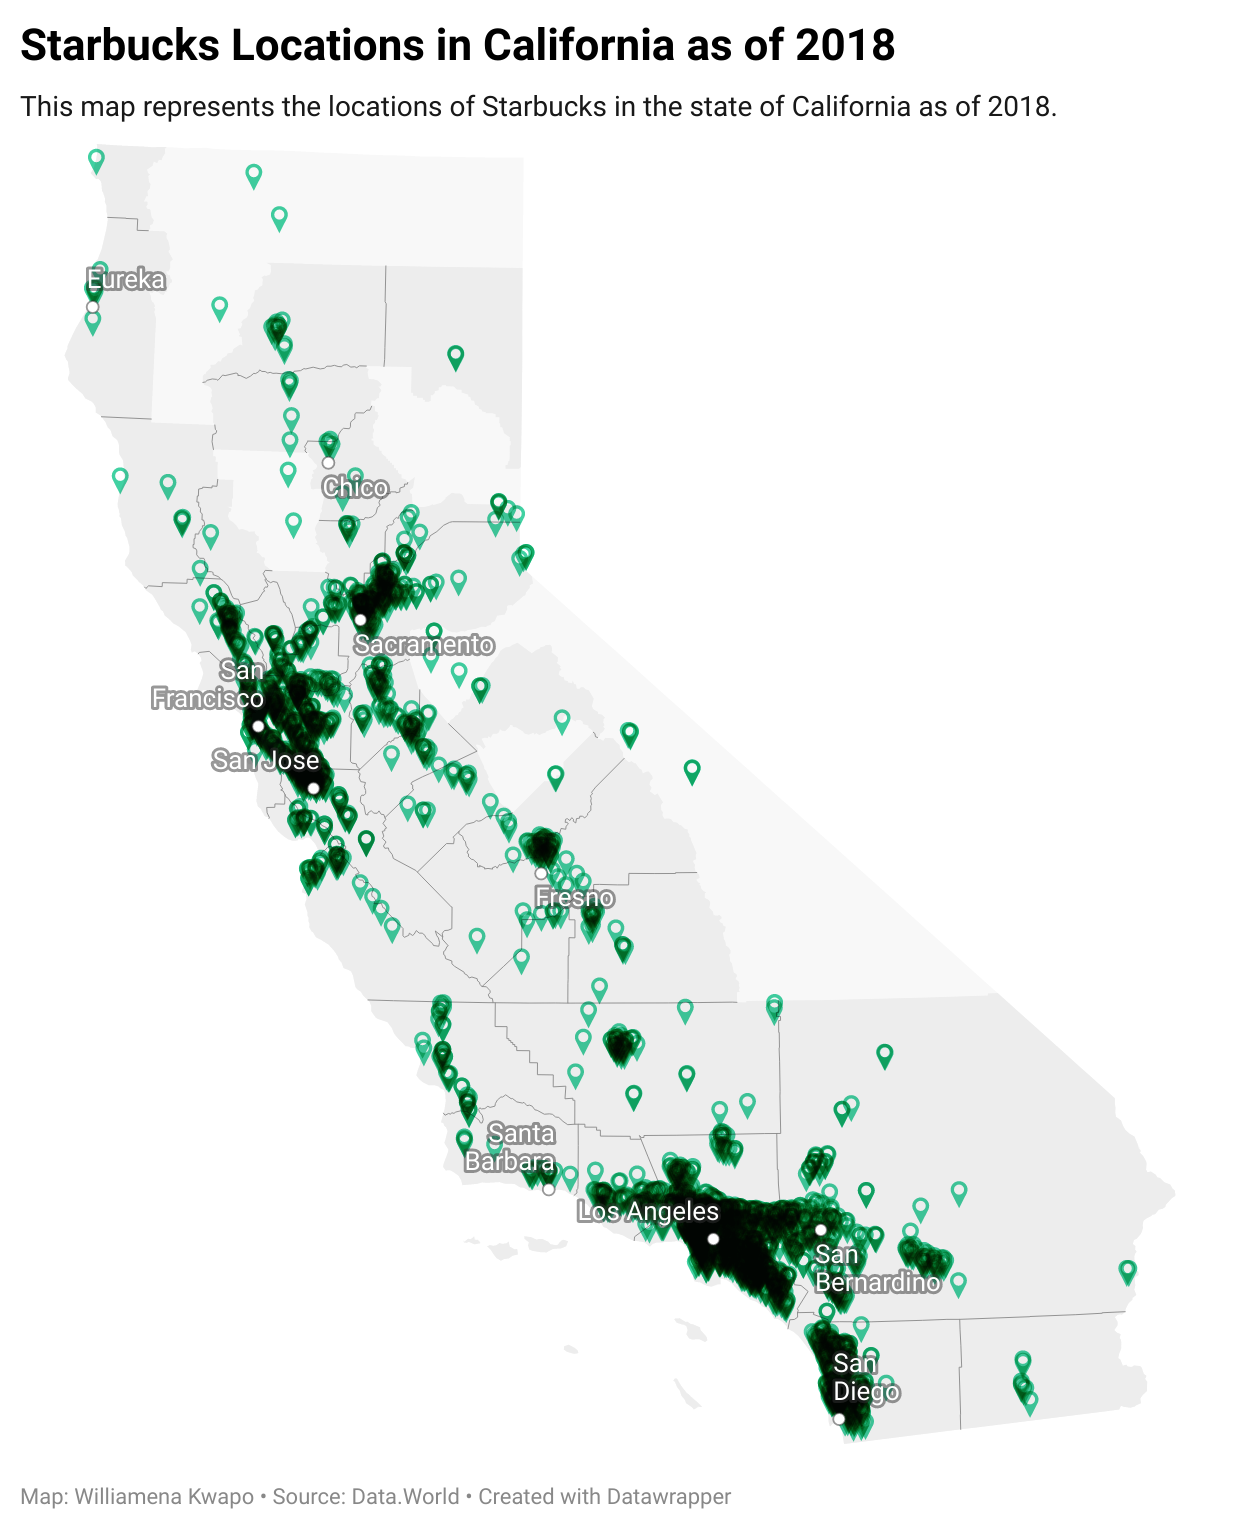 Starbucks Locations in California as of 2018
This map represents the locations of Starbucks in the state of California as of 2018.
Eureka
Chico
Sacramento
San
Francisco
San Jose
Fresno
Santa
Barbara
Los Angeles
San
Bernardino
San
Diego
Map: Williamena Kwapo • Source: Data.World • Created with Datawrapper